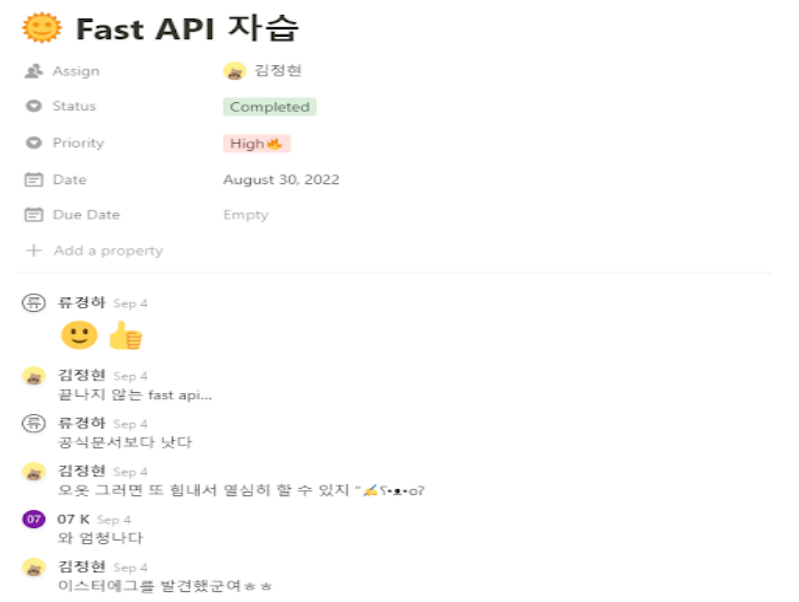 🌞 Fast API 자습
Assign 김정현
Status Completed
Priority High🔥
Date August 30, 2022
Due Date Empty
+ Add a property
류 류경하 Sep 4
🙂👍
김정현 Sep 4
끝나지 않는 fast api...
류 류경하 Sep 4
공식문서보다 낫다
김정현 Sep 4
오옷 그러면 또 힘내서 열심히 할 수 있지 “✍ʕ•ᴥ•oʔ
07 07 K Sep 4
와 엄청나다
김정현 Sep 4
이스터에그를 발견했군여ㅎㅎ